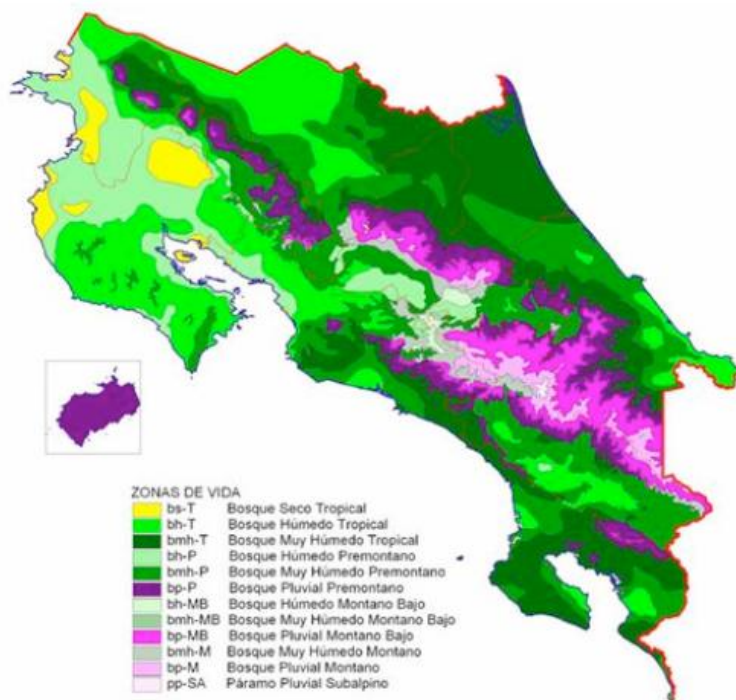 ZONAS DE VIDA
bs-T Bosque Seco Tropical
bh-T Bosque Húmedo Tropical
bmh-T Bosque Muy Húmedo Tropical
bh-P Bosque Húmedo Premontano
bmh-P Bosque Muy Húmedo Premontano
bp-P Bosque Pluvial Premontano
bh-MB Bosque Húmedo Montano Bajo
bmh-MB Bosque Muy Húmedo Montano Bajo
bp-MB Bosque Pluvial Montano Bajo
bmh-M Bosque Muy Húmedo Montano
bp-M Bosque Pluvial Montano
pp-SA Páramo Pluvial Subalpino